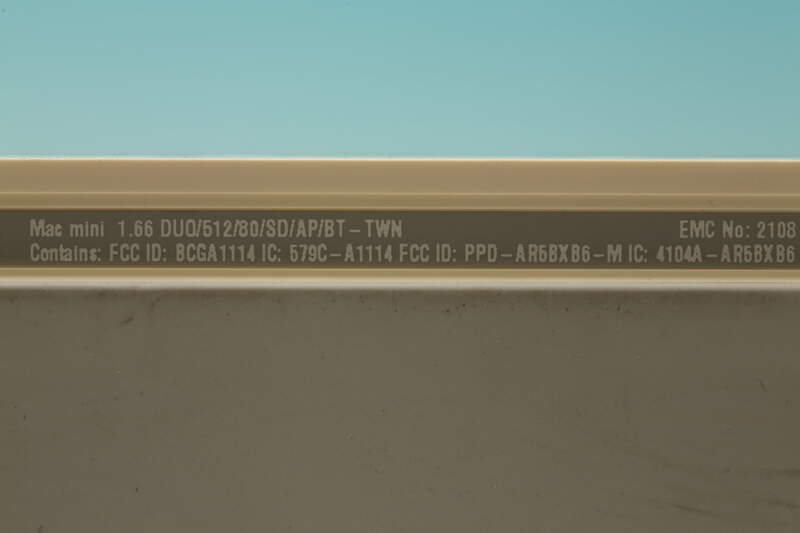 Mac mini 1.66 DUO/512/80/SD/AP/BT-TWN EMC No: 2108
Contains: FCC ID: BCGA1114 IC: 579C-A1114 FCC ID: PPD-AR5BXB6-M IC: 4104A-AR5BXB6